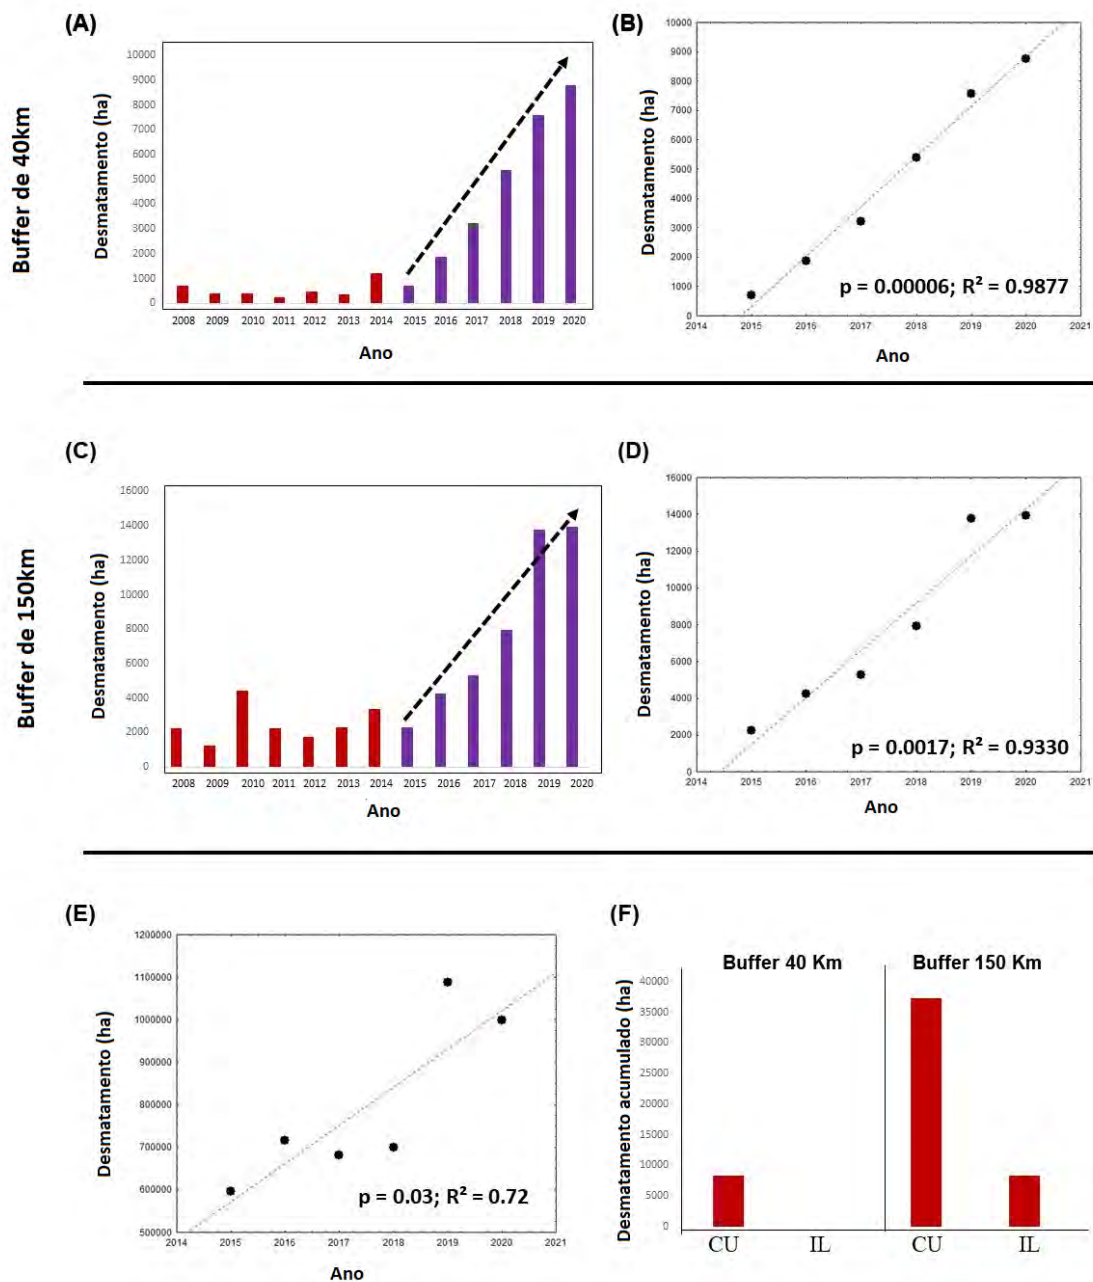 (A)
Buffer de 40km
Desmatamento (ha)
10000
9000
8000
7000
6000
5000
4000
3000
2000
1000
0
2008 2009 2010 2011 2012 2013 2014 2015 2016 2017 2018 2019 2020
Ano
(B)
Desmatamento (ha)
10000
9000
8000
7000
6000
5000
4000
3000
2000
1000
0
p = 0.00006; R² = 0.9877
2014 2015 2016 2017 2018 2019 2020 2021
Ano
(C)
Buffer de 150km
Desmatamento (ha)
16000
14000
12000
10000
8000
6000
4000
2000
0
2008 2009 2010 2011 2012 2013 2014 2015 2016 2017 2018 2019 2020
Ano
(D)
Desmatamento (ha)
16000
14000
12000
10000
8000
6000
4000
2000
0
p = 0.0017; R² = 0.9330
2014 2015 2016 2017 2018 2019 2020 2021
Ano
(E)
Desmatamento (ha)
1200000
1100000
1000000
900000
800000
700000
600000
500000
p = 0.03; R² = 0.72
2014 2015 2016 2017 2018 2019 2020 2021
Ano
(F)
Buffer 40 Km Buffer 150 Km
Desmatamento acumulado (ha)
40000
35000
30000
25000
20000
15000
10000
5000
0
CU IL CU IL